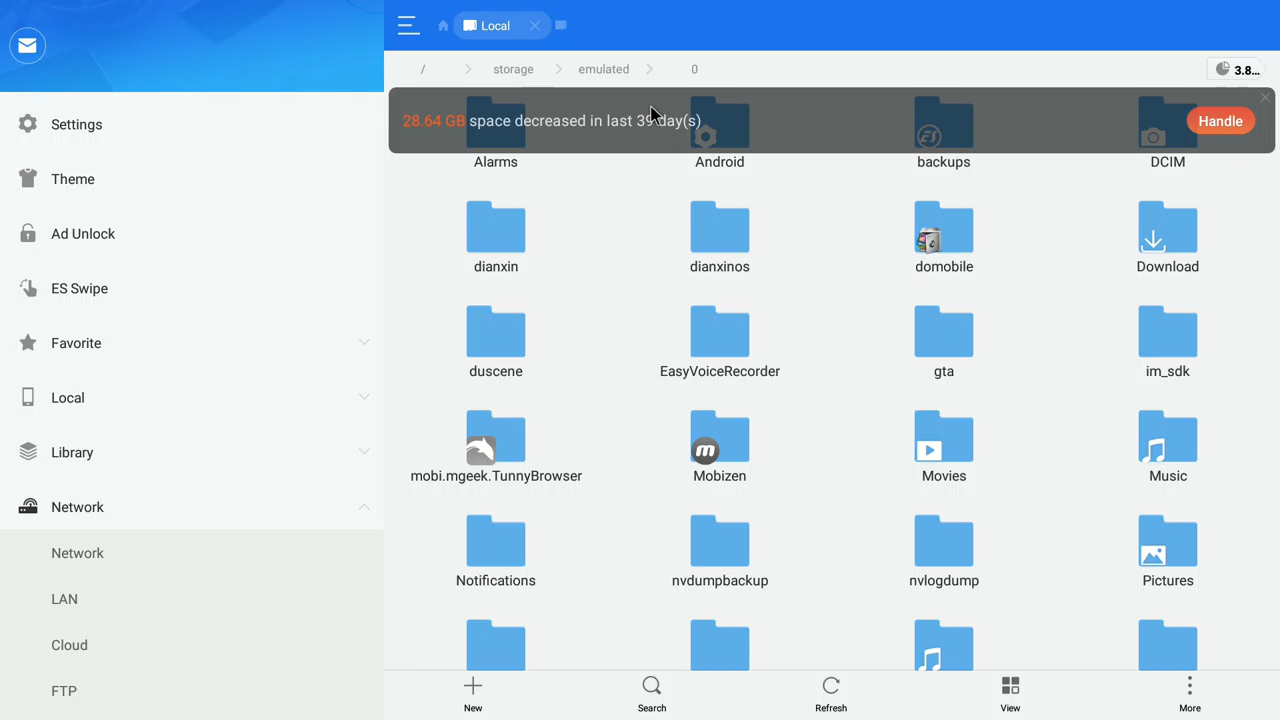 Local
/ storage emulated 0
3.8...
28.64 GB space decreased in last 39 day(s)
Handle
Alarms Android backups DCIM
dianxin dianxinos domobile Download
duscene EasyVoiceRecorder gta im_sdk
mobi.mgeek.TunnyBrowser Mobizen Movies Music
Notifications nvdumpbackup nvlogdump Pictures
New Search Refresh View More
Settings
Theme
Ad Unlock
ES Swipe
Favorite
Local
Library
Network
Network
LAN
Cloud
FTP